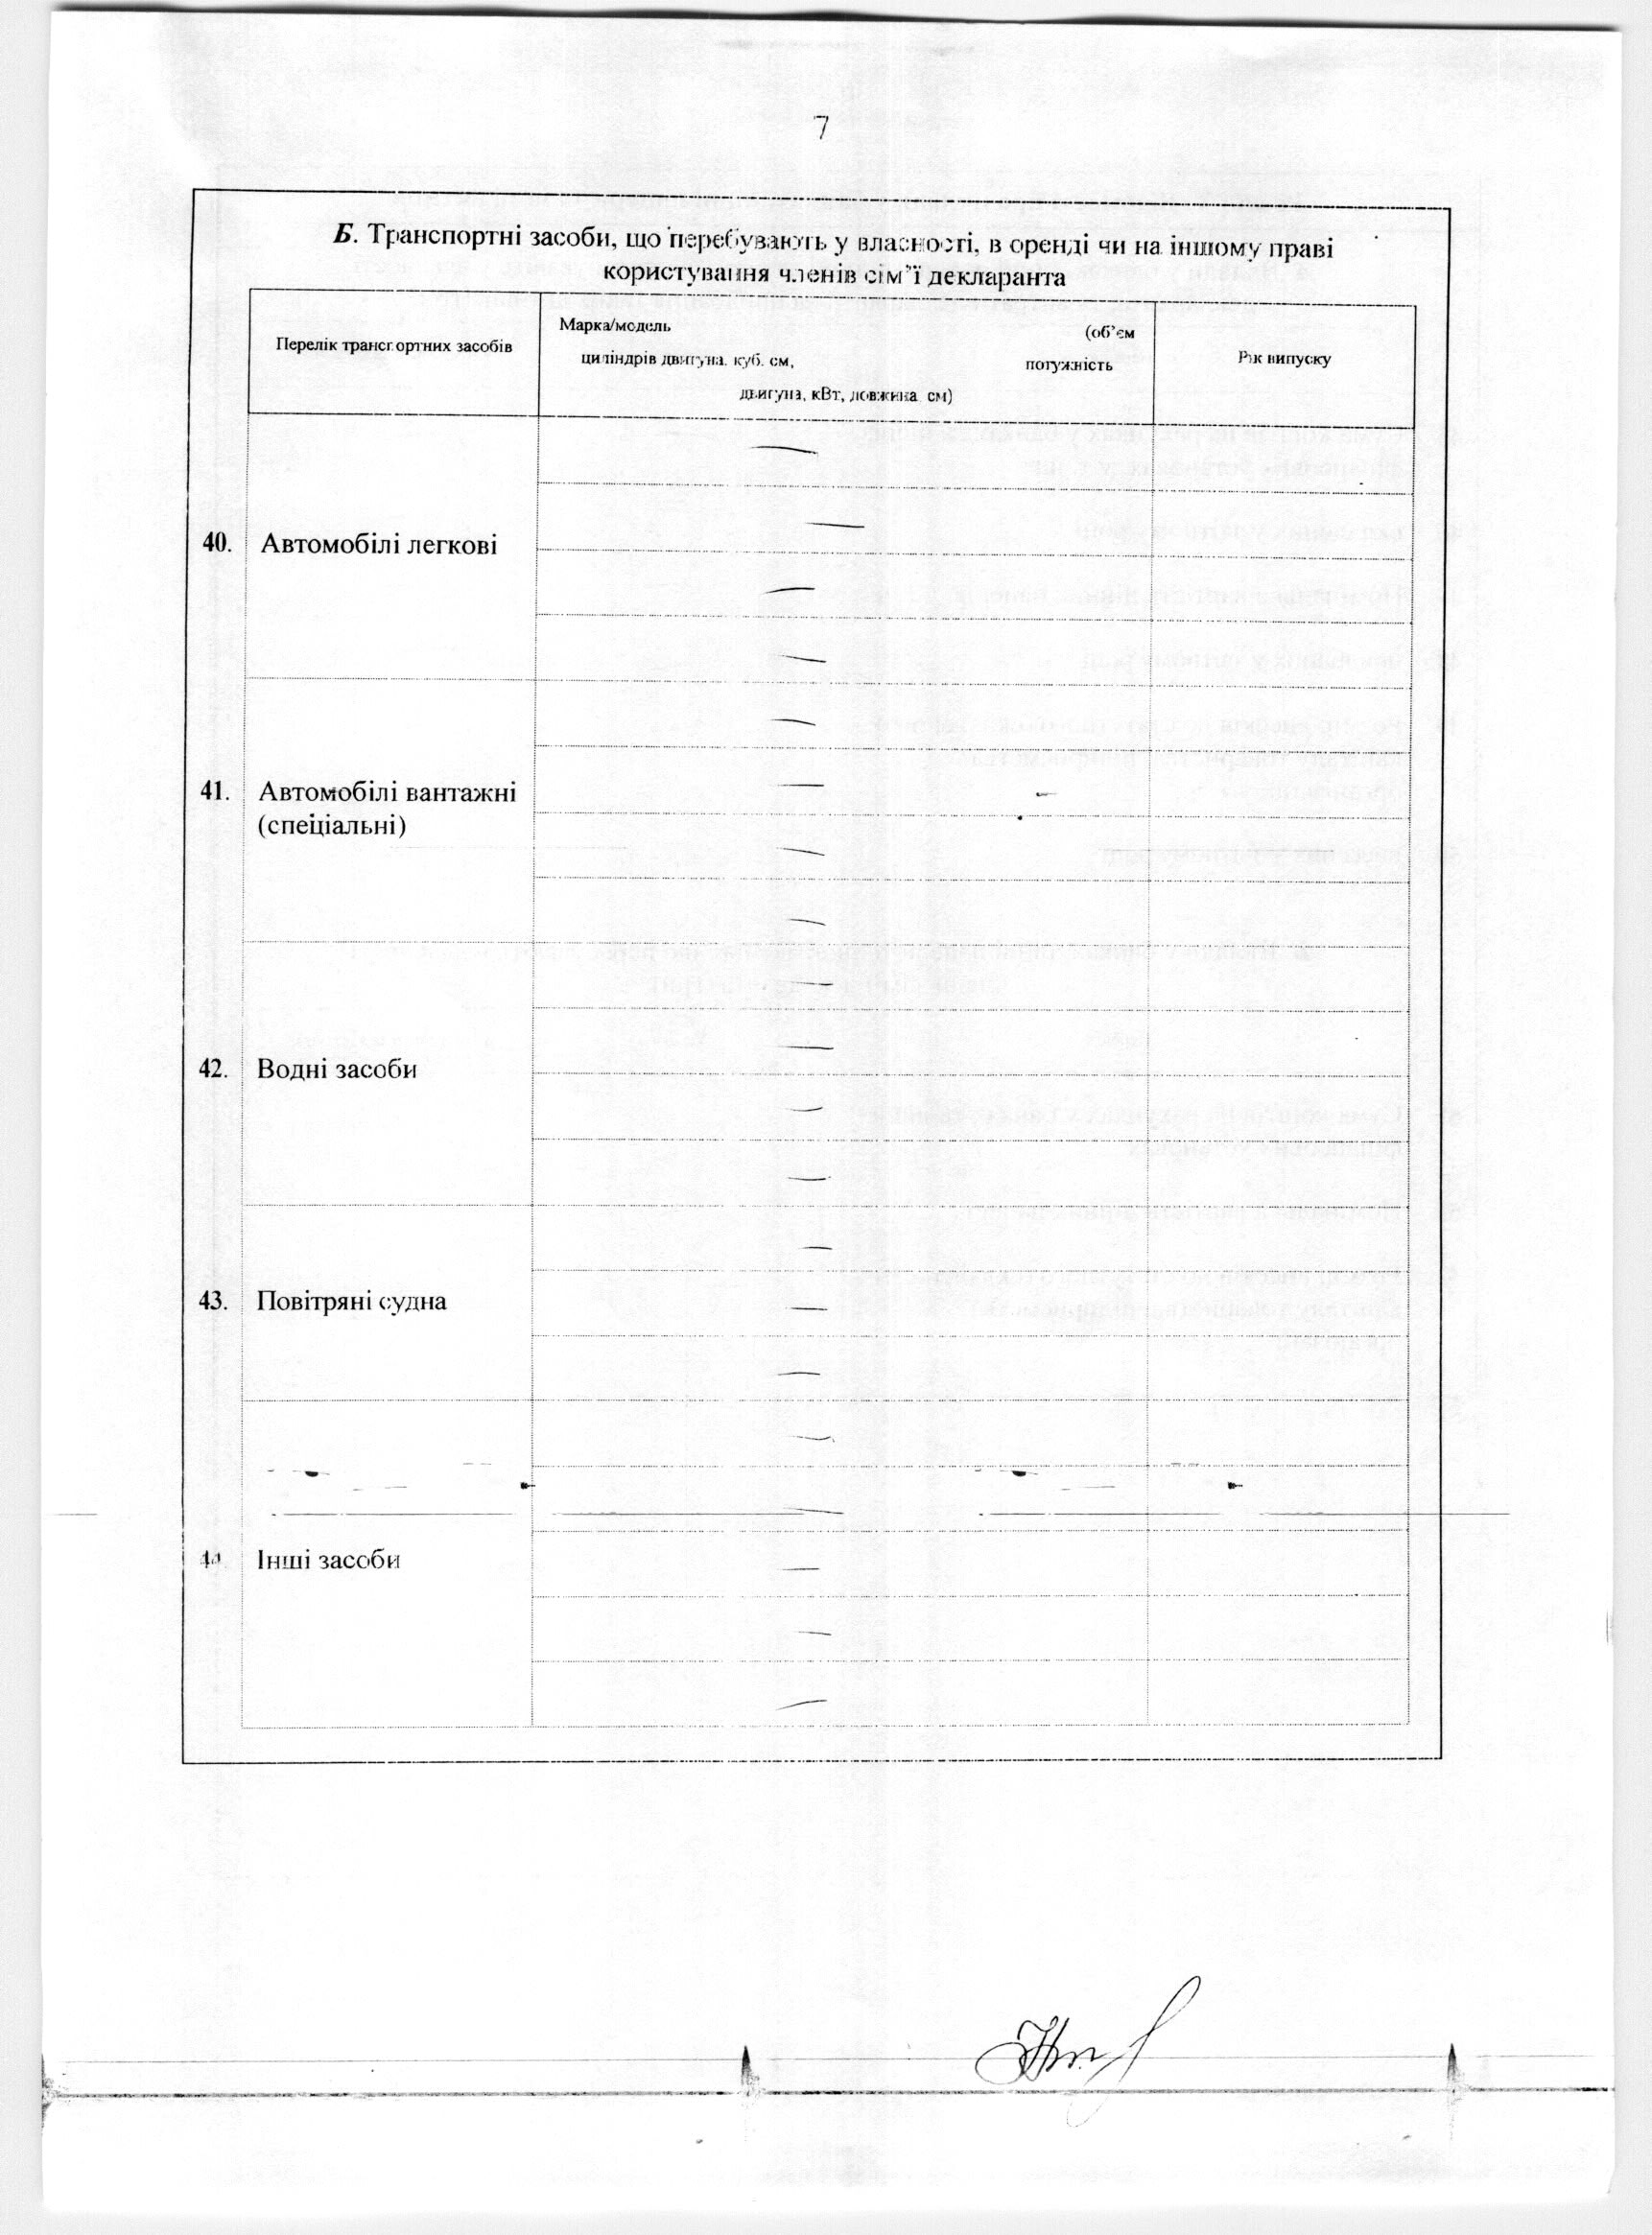 7
Б. Транспортні засоби, що перебувають у власності, в оренді чи на іншому праві
користування членів сім’ї декларанта
Перелік транспортних засобів
Марка/модель (об’єм
циліндрів двигуна, куб. см, потужність
двигуна, кВт, довжина, см)
Рік випуску
—
—
40. Автомобілі легкові
—
—
—
41. Автомобілі вантажні
(спеціальні)
—
—
—
—
42. Водні засоби
—
—
—
—
43. Повітряні судна
—
—
—
—
44. Інші засоби
—
—
—